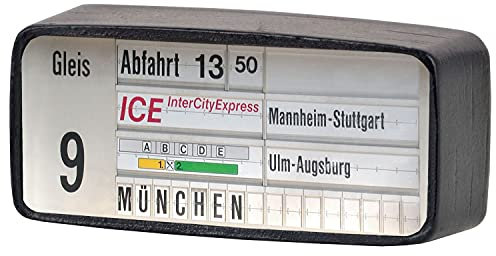 Gleis
9
Abfahrt 13 50
ICE InterCityExpress
Mannheim-Stuttgart
A B C D E
1. 2.
Ulm-Augsburg
MÜNCHEN